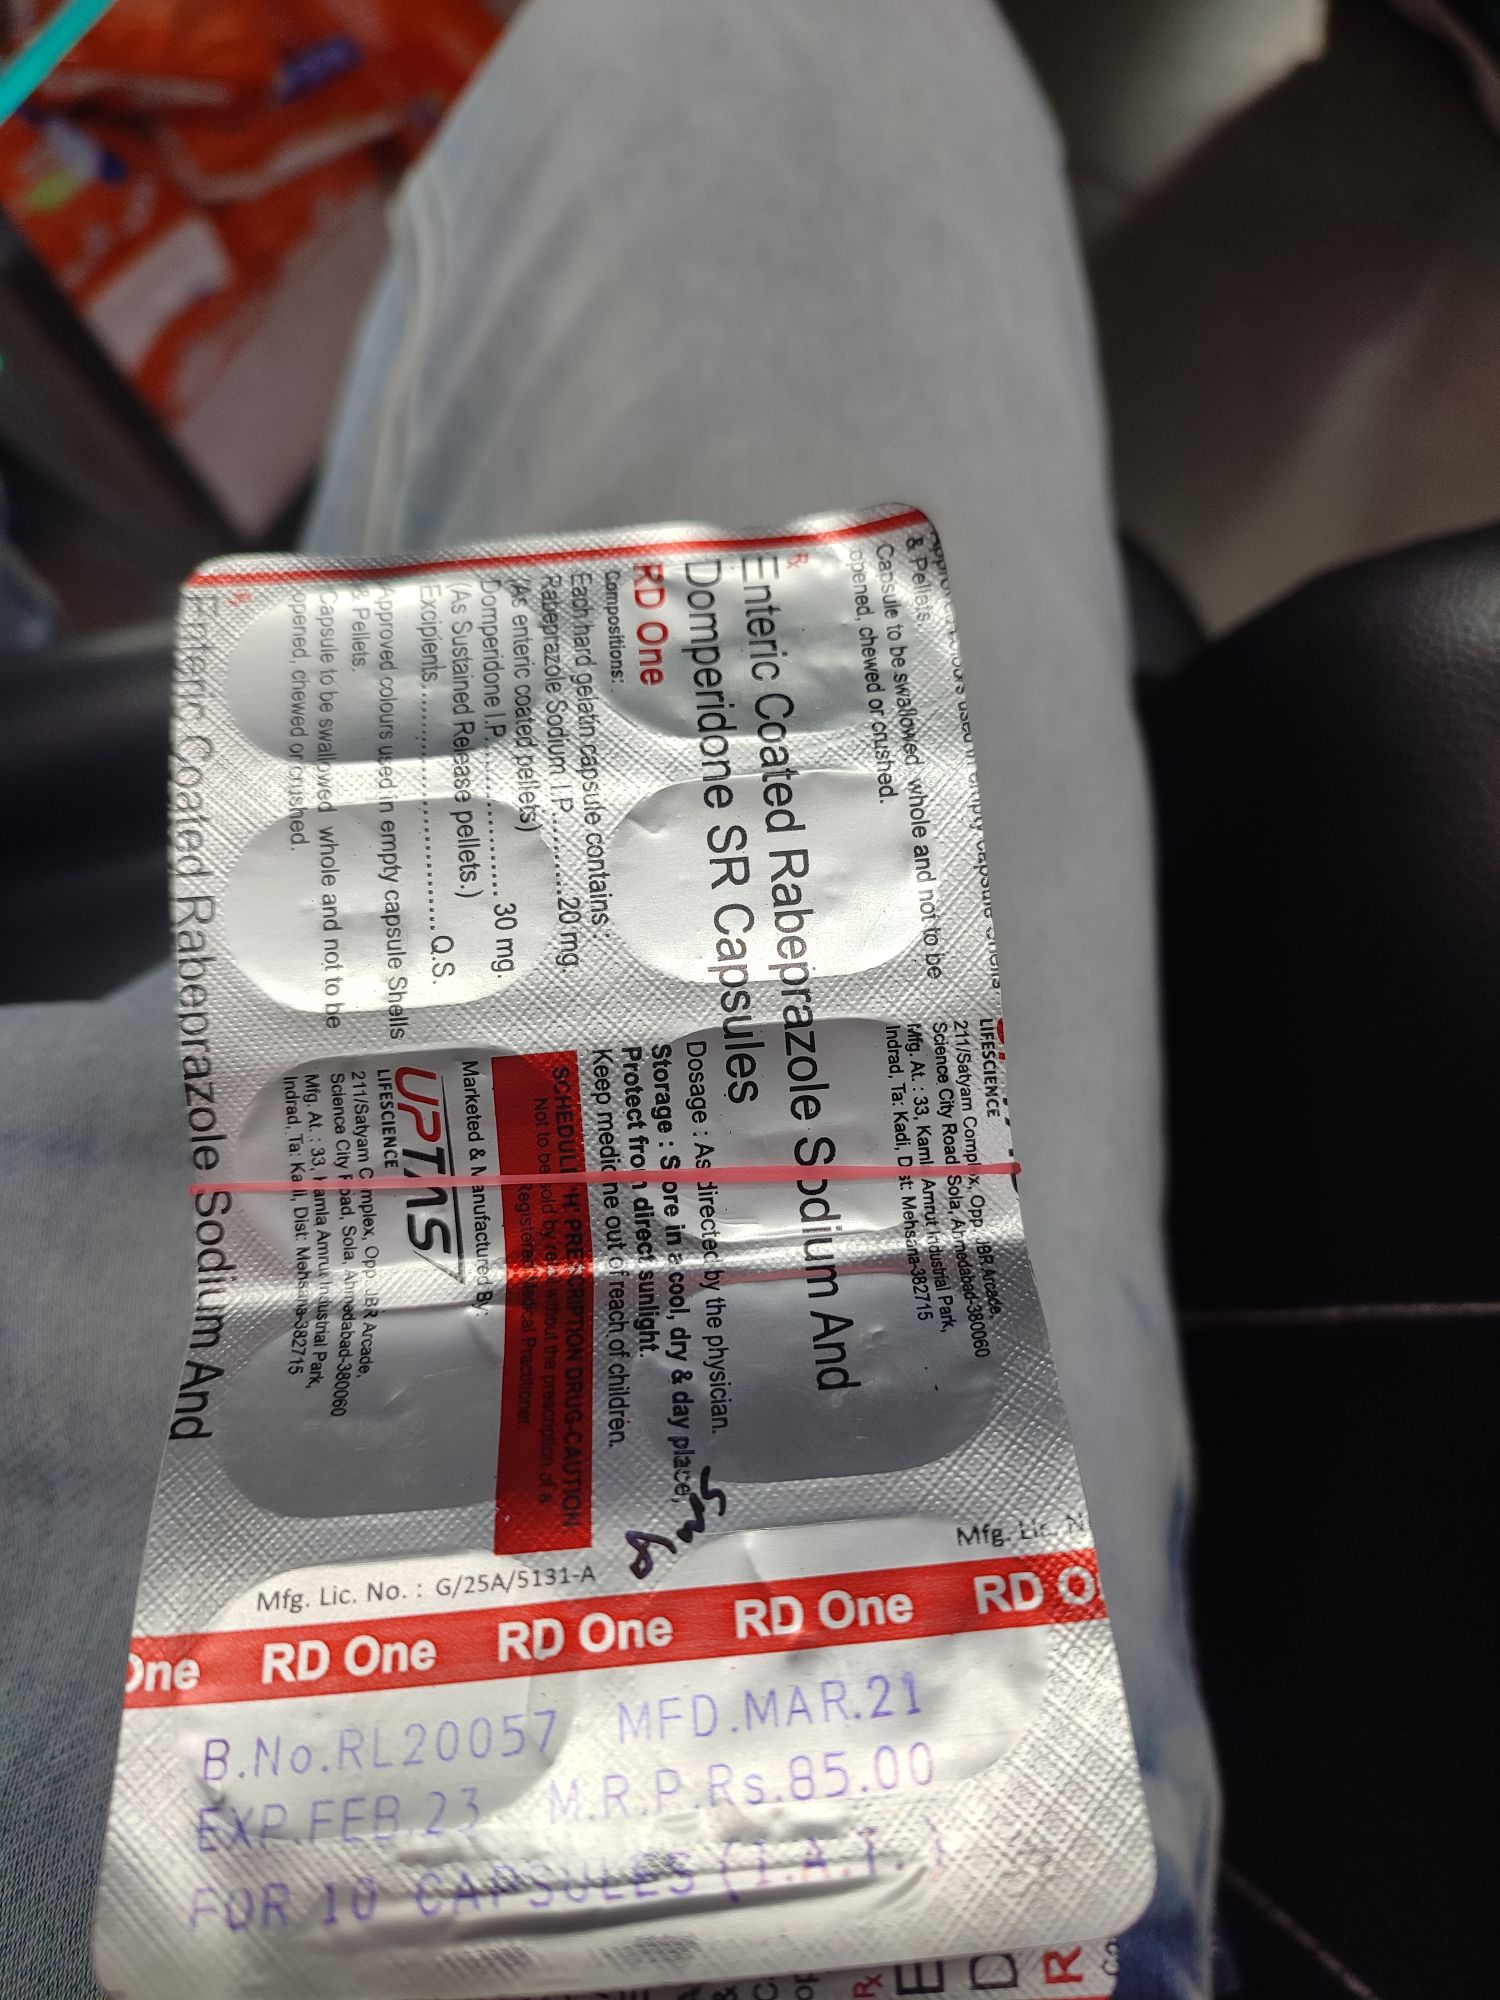 & Pellets.
Capsule to be swallowed whole and not to be
opened, chewed or crushed.
LIFESCIENCE
211/Satyam Complex, Opp. JBR Arcade,
Science City Road, Sola, Ahmedabad-380060
Mfg. At. : 33, Kamla Amrut Industrial Park,
Indrad, Ta: Kadi, Dist: Mehsana-382715
Rx
Enteric Coated Rabeprazole Sodium And
Domperidone SR Capsules
RD One
Compositions:
Each hard gelatin capsule contains :
Rabeprazole Sodium I.P..........20 mg.
(As enteric coated pellets)
Domperidone I.P................ 30 mg.
(As Sustained Release pellets.)
Excipients..............................Q.S.
Approved colours used in empty capsule Shells
& Pellets.
Capsule to be swallowed whole and not to be
opened, chewed or crushed.
Dosage : As directed by the physician.
Storage : Store in a cool, dry & day place,
Protect from direct sunlight.
Keep medicine out of reach of children.
SCHEDULE 'H' PRESCRIPTION DRUG-CAUTION:
Not to be sold by retail without the prescription of a
Registered Medical Practitioner.
Marketed & Manufactured By:
UPTMS
LIFESCIENCE
211/Satyam Complex, Opp. JBR Arcade,
Science City Road, Sola, Ahmedabad-380060
Mfg. At. : 33, Kamla Amrut Industrial Park,
Indrad, Ta: Kadi, Dist: Mehsana-382715
Rx
Enteric Coated Rabeprazole Sodium And
Mfg. Lic. No. : G/25A/5131-A
Mfg. Lic. N
One RD One RD One RD One RD O
B.No.RL20057 MFD.MAR.21
EXP.FEB.23 M.R.P.Rs.85.00
FOR 10 CAPSULES (I.A.T.)